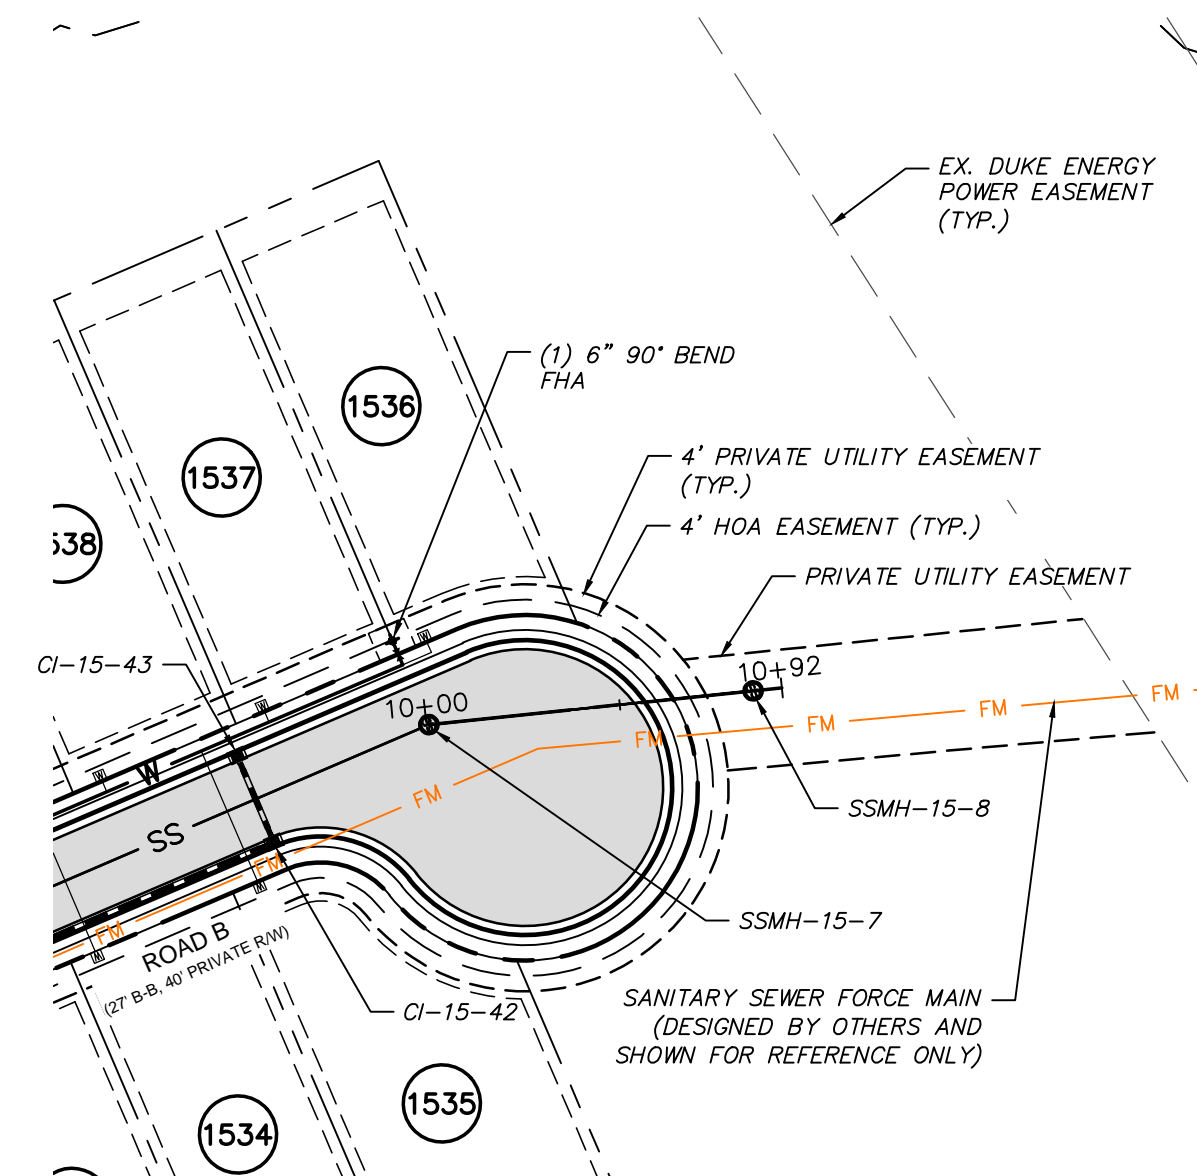 EX. DUKE ENERGY
POWER EASEMENT
(TYP.)
(1) 6” 90° BEND
FHA
1536
4’ PRIVATE UTILITY EASEMENT
(TYP.)
1537
4’ HOA EASEMENT (TYP.)
538
PRIVATE UTILITY EASEMENT
CI-15-43
W
10+92
10+00
W
FM
FM
FM
FM
W
W
FM
SSMH-15-8
SS
FM
W
FM
SSMH-15-7
ROAD B
(27' B-B, 40' PRIVATE R/W)
W
CI-15-42
SANITARY SEWER FORCE MAIN
(DESIGNED BY OTHERS AND
SHOWN FOR REFERENCE ONLY)
1535
1534